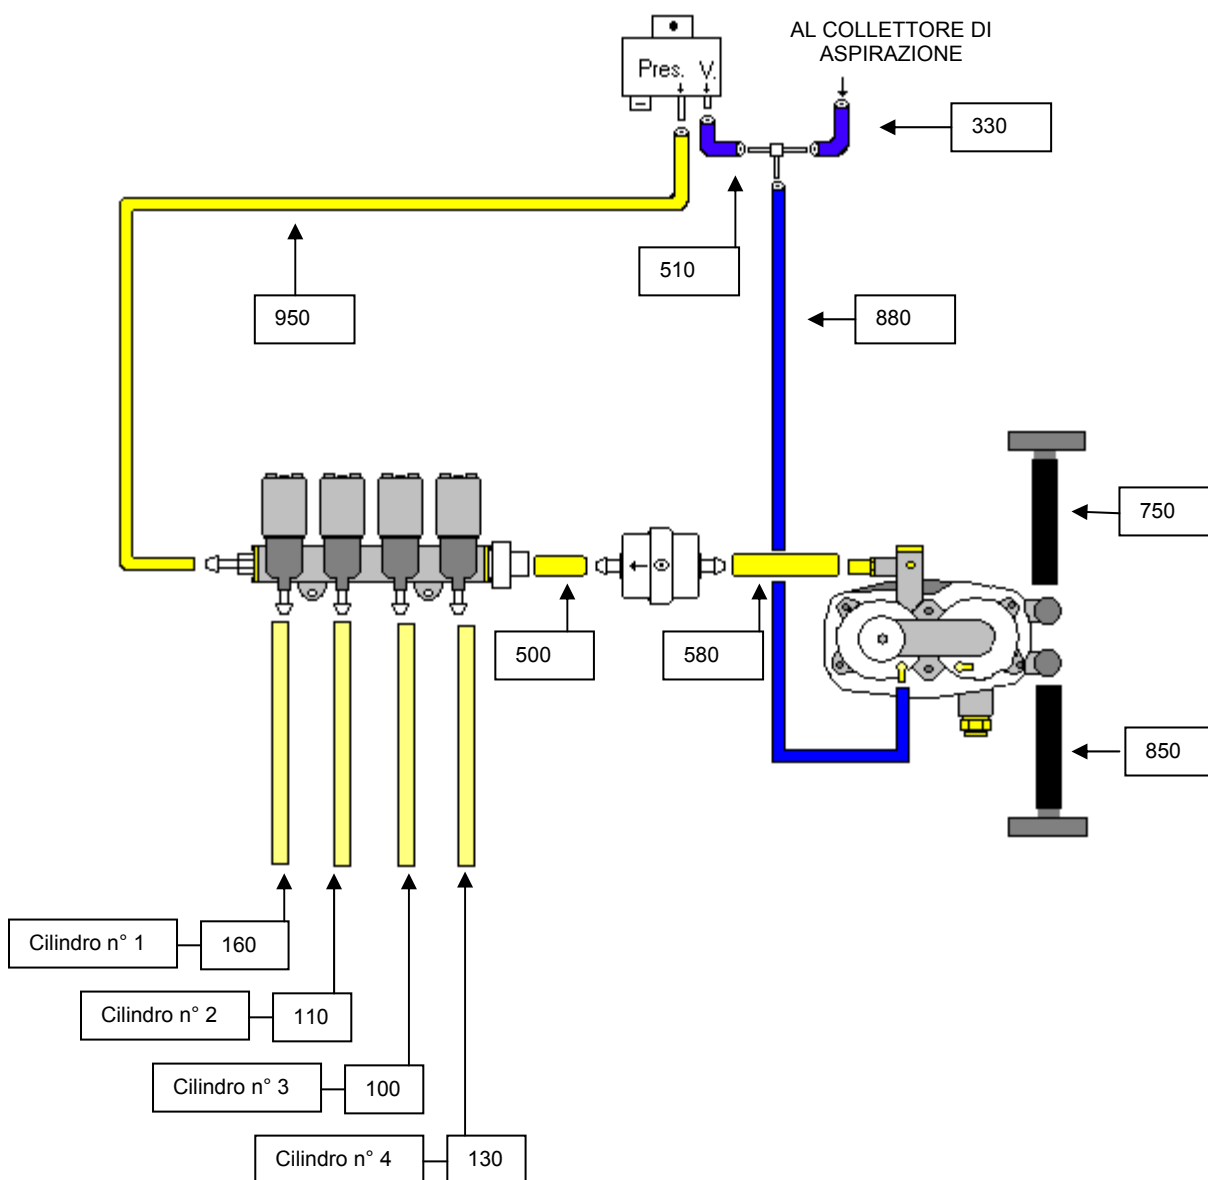 AL COLLETTORE DI
ASPIRAZIONE
Pres. V.
330
510
950
880
750
500
580
850
Cilindro n° 1
160
Cilindro n° 2
110
Cilindro n° 3
100
Cilindro n° 4
130